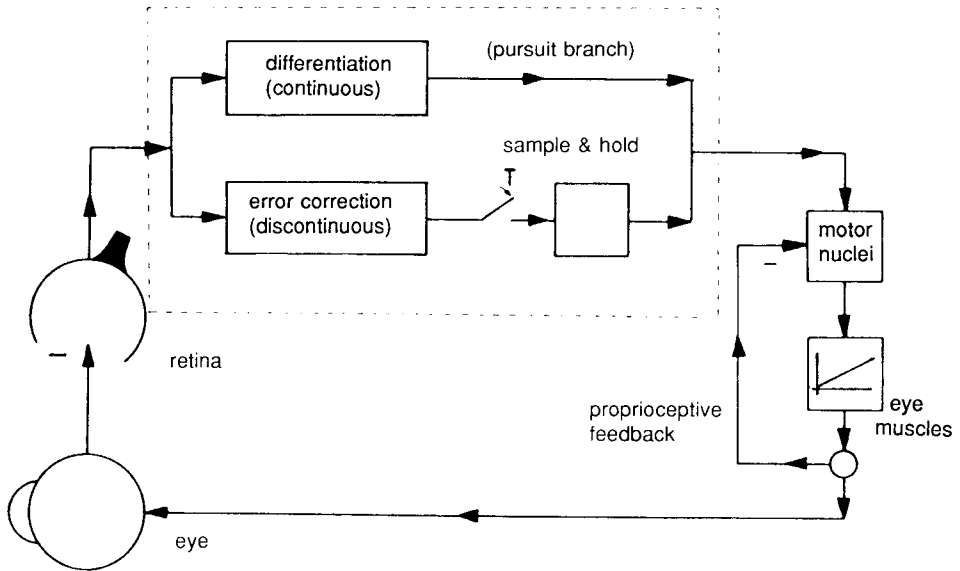 differentiation
(continuous)
(pursuit branch)
sample & hold
T
error correction
(discontinuous)
motor
nuclei
retina
proprioceptive
feedback
eye
muscles
eye